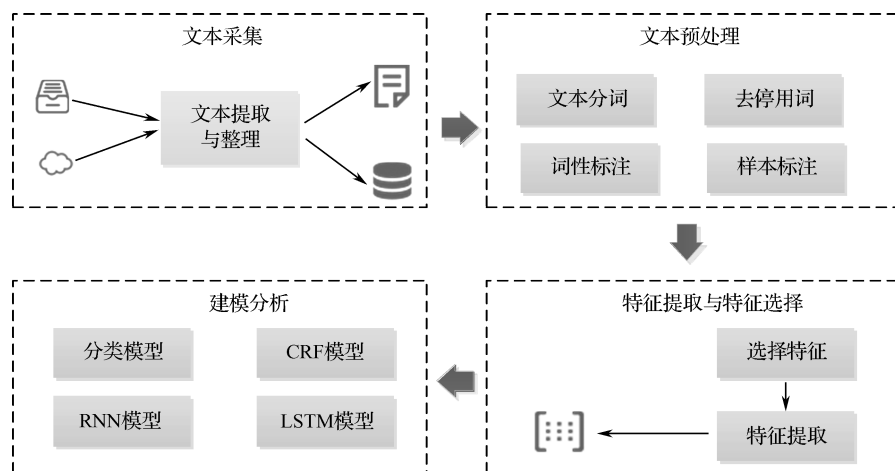 文本采集
文本提取
与整理
文本预处理
文本分词
去停用词
词性标注
样本标注
特征提取与特征选择
选择特征
特征提取
建模分析
分类模型
CRF模型
RNN模型
LSTM模型